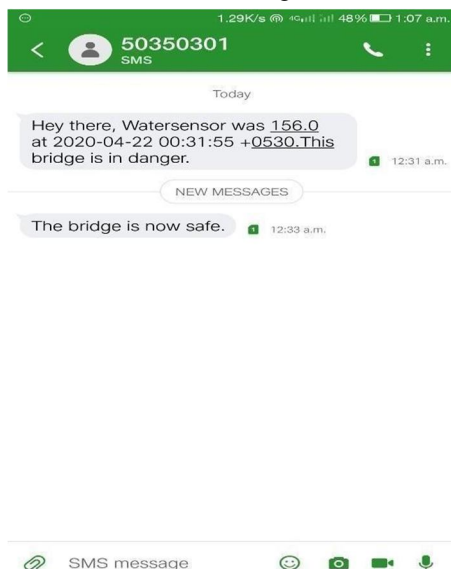 1.29K/s 4G 48% 1:07 a.m.
50350301
SMS
Today
Hey there, Watersensor was 156.0
at 2020-04-22 00:31:55 +0530.This
bridge is in danger.
1 12:31 a.m.
NEW MESSAGES
The bridge is now safe.
1 12:33 a.m.
SMS message